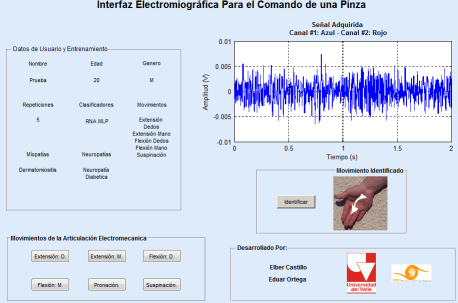 Interfaz Electromiográfica Para el Comando de una Pinza
Datos de Usuario y Entrenamiento
Nombre Edad Genero
Prueba 20 M
Repeticiones Clasificadores Movimientos
5 RNA MLP Extensión
Dedos
Extensión Mano
Flexión Dedos
Flexión Mano
Suspinación
Miopatías Neuropatías
Dermatomiositis Neuropatía
Diabetica
Señal Adquirida
Canal #1: Azul - Canal #2: Rojo
Amplitud (V)
0.01
0.005
0
-0.005
-0.01
0 0.5 1 1.5 2
Tiempo (s)
Movimiento Identificado
Identificar
Movimientos de la Articulación Electromecanica
Extensión: D. Extensión: M. Flexión: D.
Flexión: M. Pronación: Suspinación:
Desarrollado Por:
Elber Castillo
Eduar Ortega
Universidad
del Valle